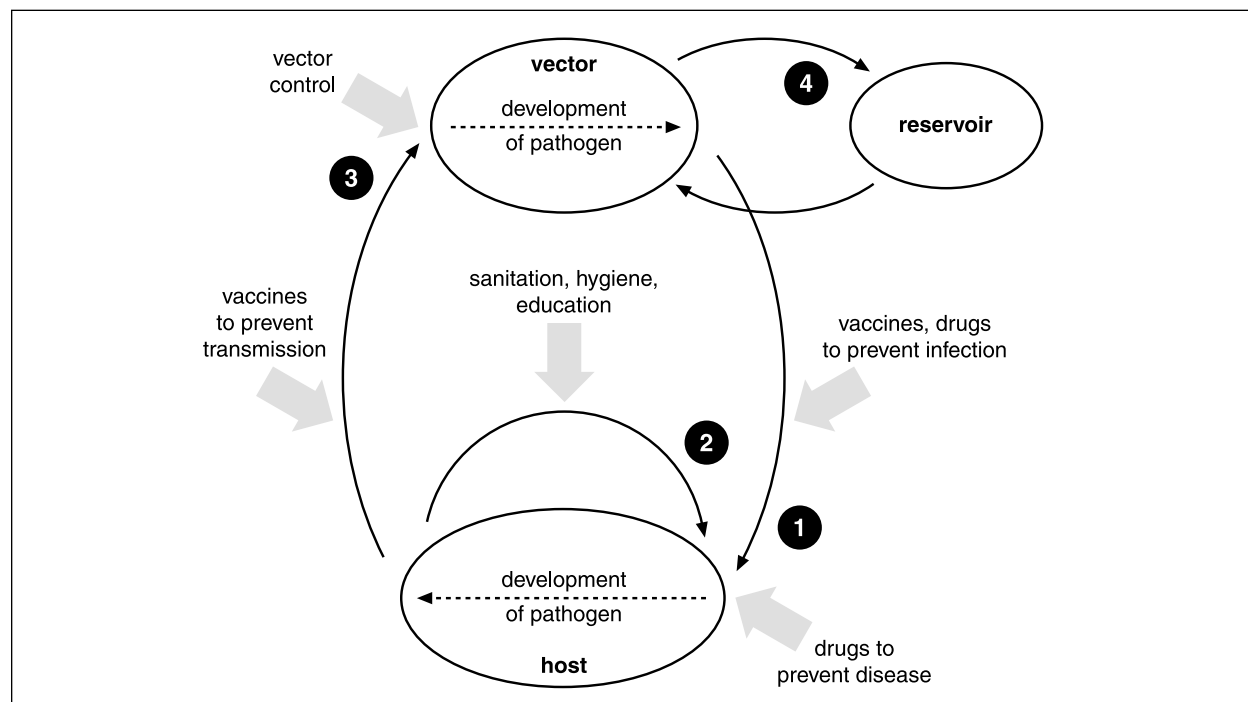 vector
control
vector
development
of pathogen
4
reservoir
3
sanitation, hygiene,
education
vaccines
to prevent
transmission
vaccines, drugs
to prevent infection
2
1
development
of pathogen
host
drugs to
prevent disease